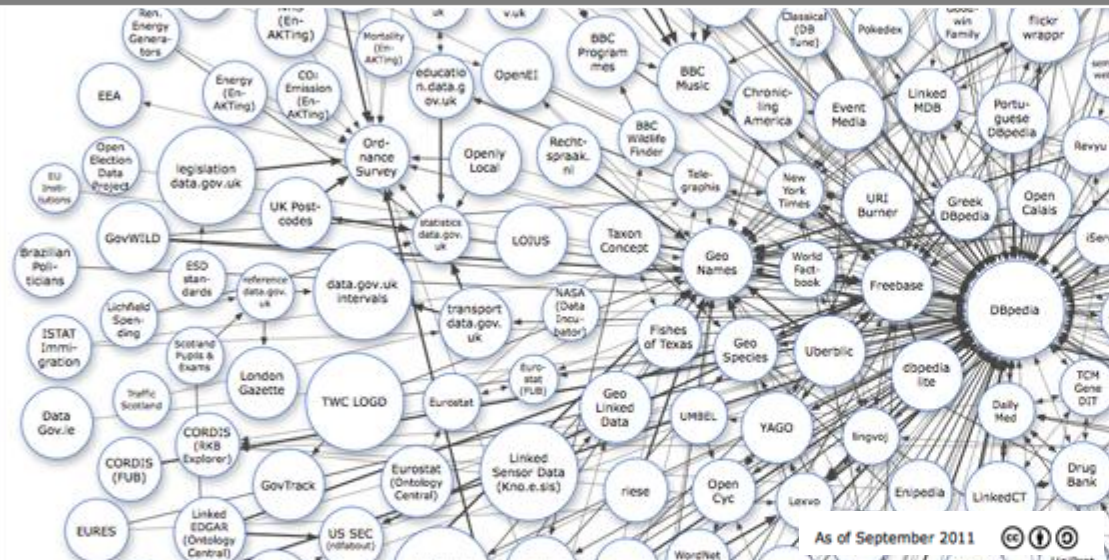 Ren.
Energy
Genera-
tors
(En-
AKTing)
Mortality
(En-
AKTing)
uk
v.uk
BBC
Program
mes
BBC
Music
Classical
(DB
Tune)
Pokedex
Good-
win
Family
flickr
wrappr
EEA
Energy
(En-
AKTing)
CO2
Emission
(En-
AKTing)
educatio
n.data.g
ov.uk
OpenEI
Chronic-
ling
America
Event
Media
Linked
MDB
Portu-
guese
DBpedia
Revyu
EU
Insti-
tutions
Open
Election
Data
Project
legislation
data.gov.uk
Ord-
nance
Survey
Openly
Local
Recht-
spraak.
nl
BBC
Wildlife
Finder
Tele-
graphis
New
York
Times
URI
Burner
Greek
DBpedia
Open
Calais
Brazilian
Poli-
ticians
GovWILD
UK Post-
codes
statistics
data.gov.
uk
LOIUS
Taxon
Concept
Geo
Names
World
Fact-
book
Freebase
DBpedia
iServ
ESD
stan-
dards
reference
data.gov.
uk
data.gov.uk
intervals
Lichfield
Spen-
ding
transport
data.gov.
uk
NASA
(Data
Incu-
bator)
ISTAT
Immi-
gration
Scotland
Pupils &
Exams
Fishes
of Texas
Geo
Species
Uberblic
dbpedia
lite
TCM
Gene
DIT
Traffic
Scotland
London
Gazette
TWC LOGD
Eurostat
Euro-
stat
(FUB)
Geo
Linked
Data
UMBEL
YAGO
lingvoj
Daily
Med
Data
Gov.ie
CORDIS
(RKB
Explorer)
CORDIS
(FUB)
GovTrack
Eurostat
(Ontology
Central)
Linked
Sensor Data
(Kno.e.sis)
riese
Open
Cyc
Lexvo
Enipedia
LinkedCT
Drug
Bank
EURES
Linked
EDGAR
(Ontology
Central)
US SEC
(rdfabout)
WordNet
As of September 2011